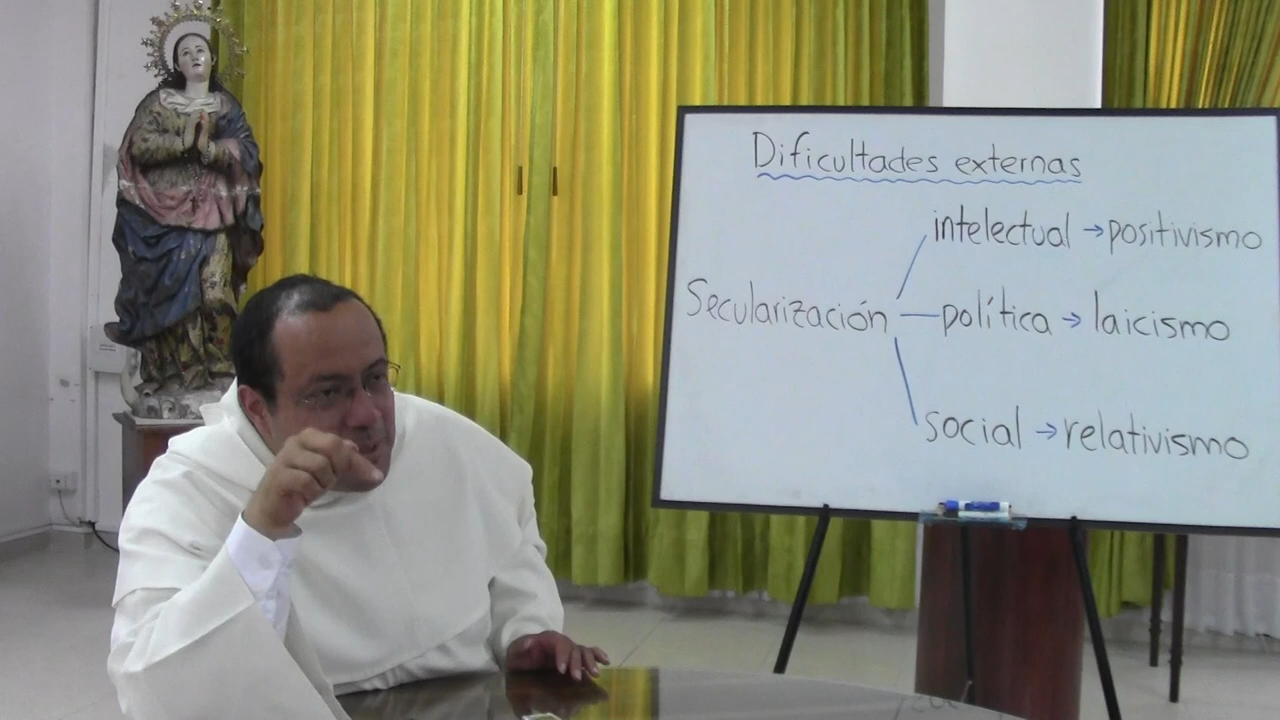 Dificultades externas
intelectual → positivismo
Secularización — política → laicismo
social → relativismo